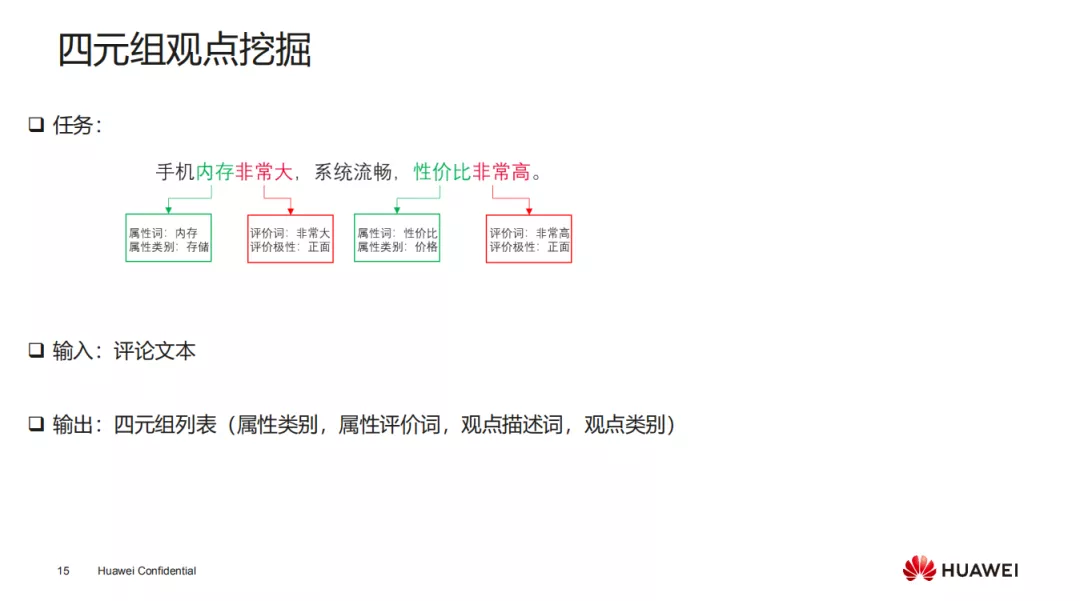 四元组观点挖掘
❑ 任务：
手机内存非常大，系统流畅，性价比非常高。
属性词：内存
属性类别：存储
评价词：非常大
评价极性：正面
属性词：性价比
属性类别：价格
评价词：非常高
评价极性：正面
❑ 输入：评论文本
❑ 输出：四元组列表（属性类别，属性评价词，观点描述词，观点类别）
15 Huawei Confidential
HUAWEI